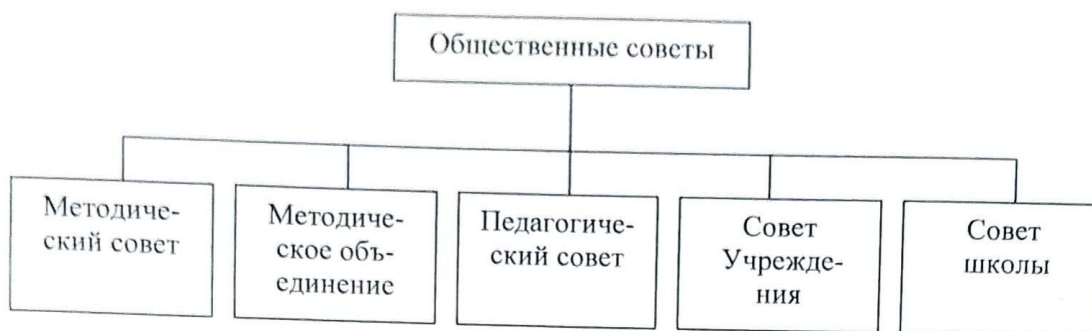 Общественные советы
Методиче-
ский совет
Методиче-
ское объ-
единение
Педагогиче-
ский совет
Совет
Учрежде-
ния
Совет
школы